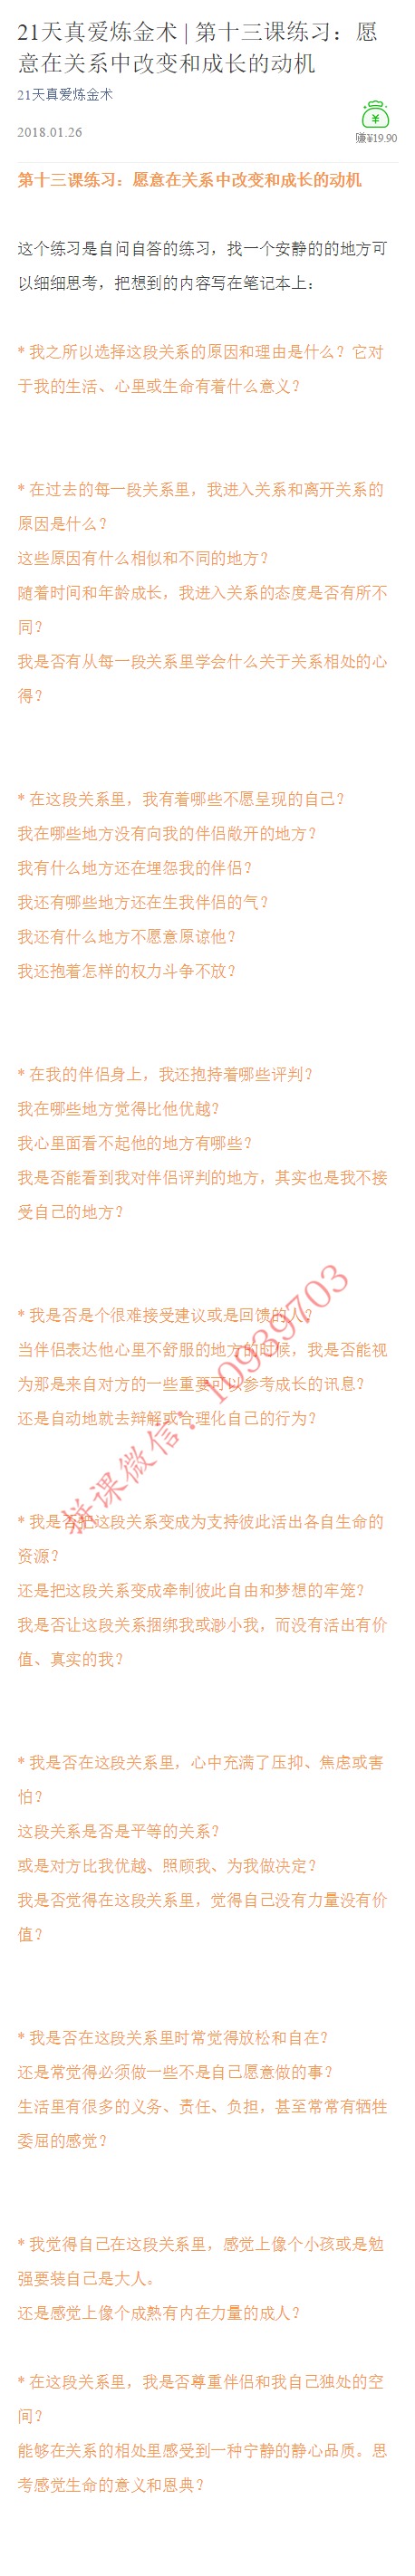 21天真爱炼金术 | 第十三课练习：愿
意在关系中改变和成长的动机
21天真爱炼金术
2018.01.26
赚¥19.90
第十三课练习：愿意在关系中改变和成长的动机
这个练习是自问自答的练习，找一个安静的的地方可
以细细思考，把想到的内容写在笔记本上：
* 我之所以选择这段关系的原因和理由是什么？它对
于我的生活、心里或生命有着什么意义？
* 在过去的每一段关系里，我进入关系和离开关系的
原因是什么？
这些原因有什么相似和不同的地方？
随着时间和年龄成长，我进入关系的态度是否有所不
同？
我是否有从每一段关系里学会什么关于关系相处的心
得？
* 在这段关系里，我有着哪些不愿呈现的自己？
我在哪些地方没有向我的伴侣敞开的地方？
我有什么地方还在埋怨我的伴侣？
我还有哪些地方还在生我伴侣的气？
我还有什么地方不愿意原谅他？
我还抱着怎样的权力斗争不放？
* 在我的伴侣身上，我还抱持着哪些评判？
我在哪些地方觉得比他优越？
我心里面看不起他的地方有哪些？
我是否能看到我对伴侣评判的地方，其实也是我不接
受自己的地方？
* 我是否是个很难接受建议或是回馈的人？
当伴侣表达他心里不舒服的地方的时候，我是否能视
为那是来自对方的一些重要可以参考成长的讯息？
还是自动地就去辩解或合理化自己的行为？
拼课微信：10939703
* 我是否把这段关系变成为支持彼此活出各自生命的
资源？
还是把这段关系变成牵制彼此自由和梦想的牢笼？
我是否让这段关系捆绑我或渺小我，而没有活出有价
值、真实的我？
* 我是否在这段关系里，心中充满了压抑、焦虑或害
怕？
这段关系是否是平等的关系？
或是对方比我优越、照顾我、为我做决定？
我是否觉得在这段关系里，觉得自己没有力量没有价
值？
* 我是否在这段关系里时常觉得放松和自在？
还是常觉得必须做一些不是自己愿意做的事？
生活里有很多的义务、责任、负担，甚至常常有牺牲
委屈的感觉？
* 我觉得自己在这段关系里，感觉上像个小孩或是勉
强要装自己是大人。
还是感觉上像个成熟有内在力量的成人？
* 在这段关系里，我是否尊重伴侣和我自己独处的空
间？
能够在关系的相处里感受到一种宁静的静心品质。思
考感觉生命的意义和恩典？